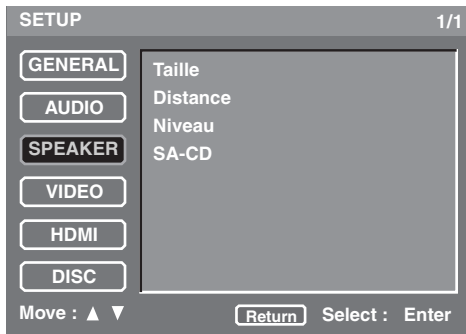 SETUP 1/1
GENERAL
AUDIO
SPEAKER
VIDEO
HDMI
DISC
Taille
Distance
Niveau
SA-CD
Move : ▲ ▼ Return Select : Enter